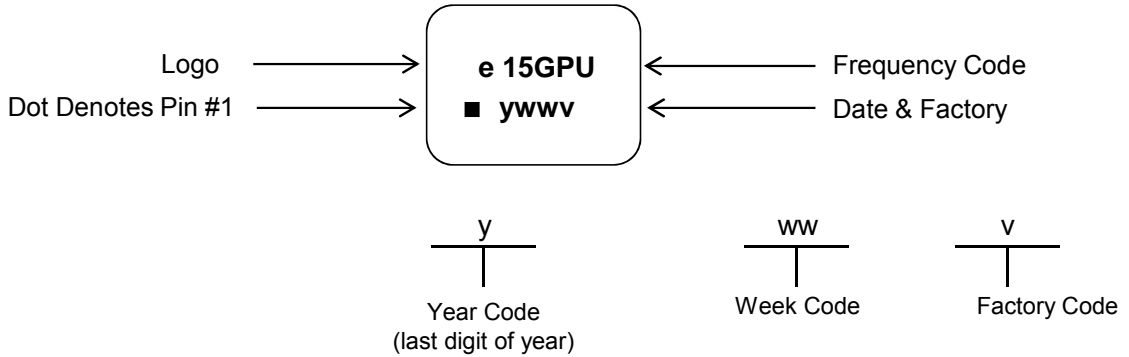 Logo
e 15GPU
Frequency Code
Dot Denotes Pin #1
■ ywwv
Date & Factory
y
ww
v
Year Code
(last digit of year)
Week Code
Factory Code